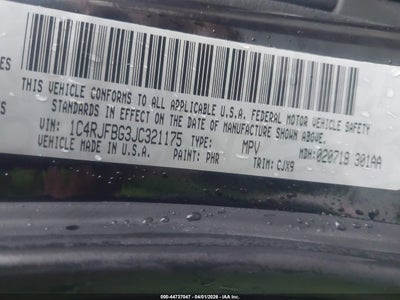 ES
THIS VEHICLE CONFORMS TO ALL APPLICABLE U.S.A. FEDERAL MOTOR VEHICLE SAFETY
STANDARDS IN EFFECT ON THE DATE OF MANUFACTURE SHOWN ABOVE.
VIN: 1C4RJFBG3JC321175 TYPE: MPV MDH: 020718 301AA
VEHICLE MADE IN U.S.A. PAINT: PHR TRIM: CJX9
000-44737047 - 04/01/2026 - IAA Inc.